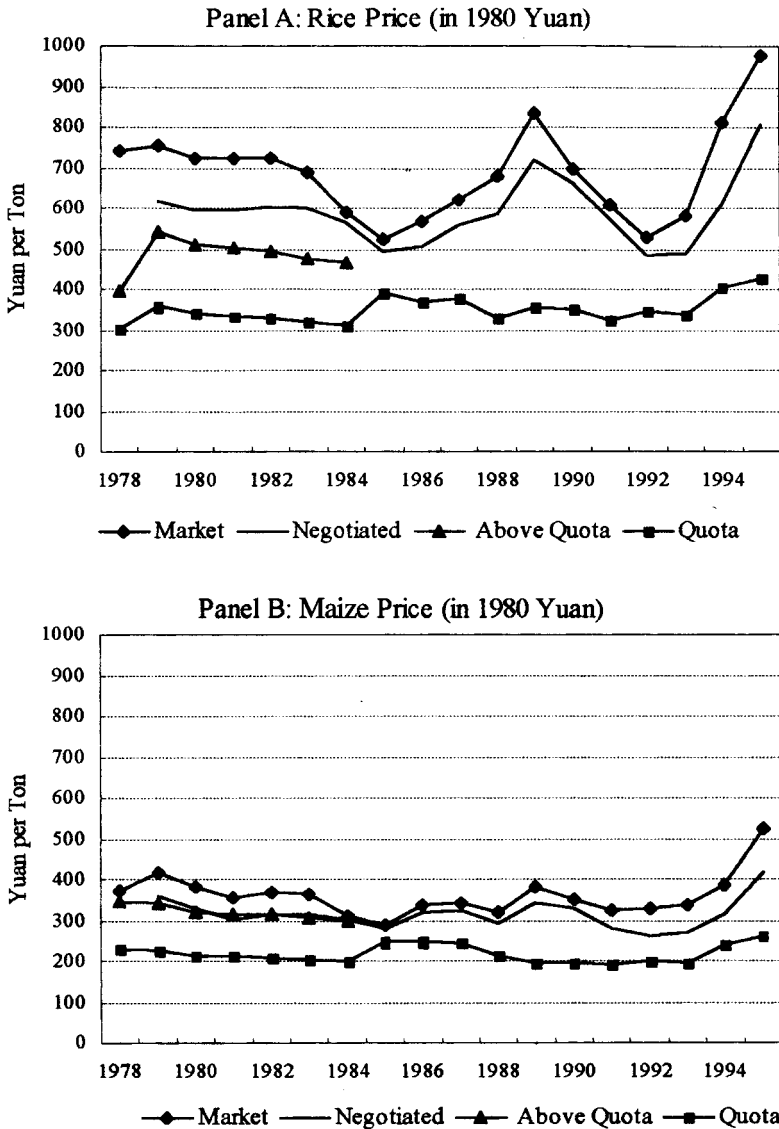 Panel A: Rice Price (in 1980 Yuan)
1000
900
800
700
600
500
400
300
200
100
0
Yuan per Ton
1978 1980 1982 1984 1986 1988 1990 1992 1994
Market Negotiated Above Quota Quota
Panel B: Maize Price (in 1980 Yuan)
1000
900
800
700
600
500
400
300
200
100
0
Yuan per Ton
1978 1980 1982 1984 1986 1988 1990 1992 1994
Market Negotiated Above Quota Quota